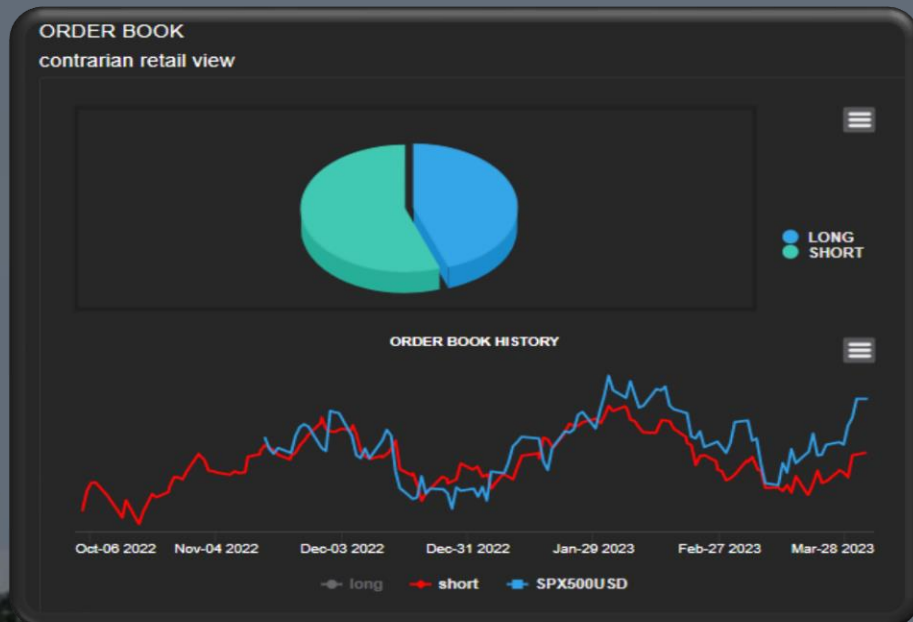 ORDER BOOK
contrarian retail view
LONG
SHORT
ORDER BOOK HISTORY
Oct-06 2022 Nov-04 2022 Dec-03 2022 Dec-31 2022 Jan-29 2023 Feb-27 2023 Mar-28 2023
long short SPX500USD